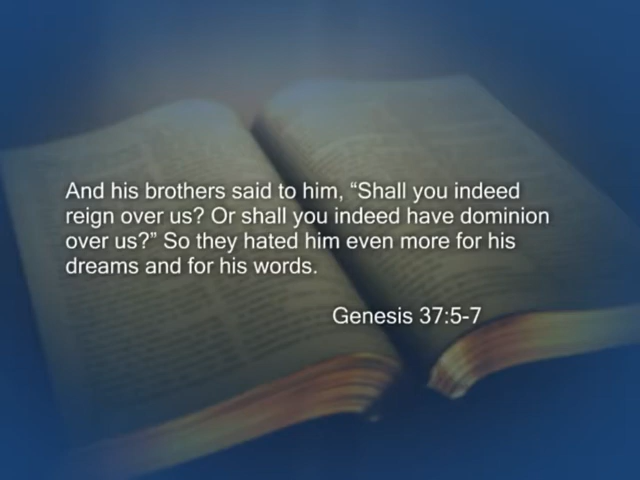 And his brothers said to him, “Shall you indeed
reign over us? Or shall you indeed have dominion
over us?” So they hated him even more for his
dreams and for his words.
Genesis 37:5-7